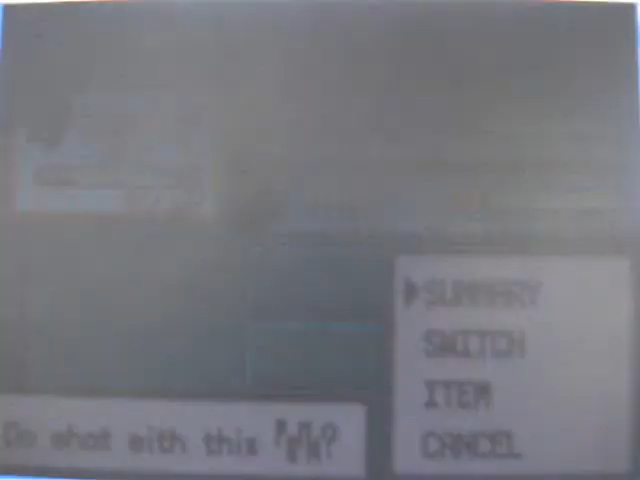 SUMMARY
SWITCH
ITEM
CANCEL
Do what with this PKMN?